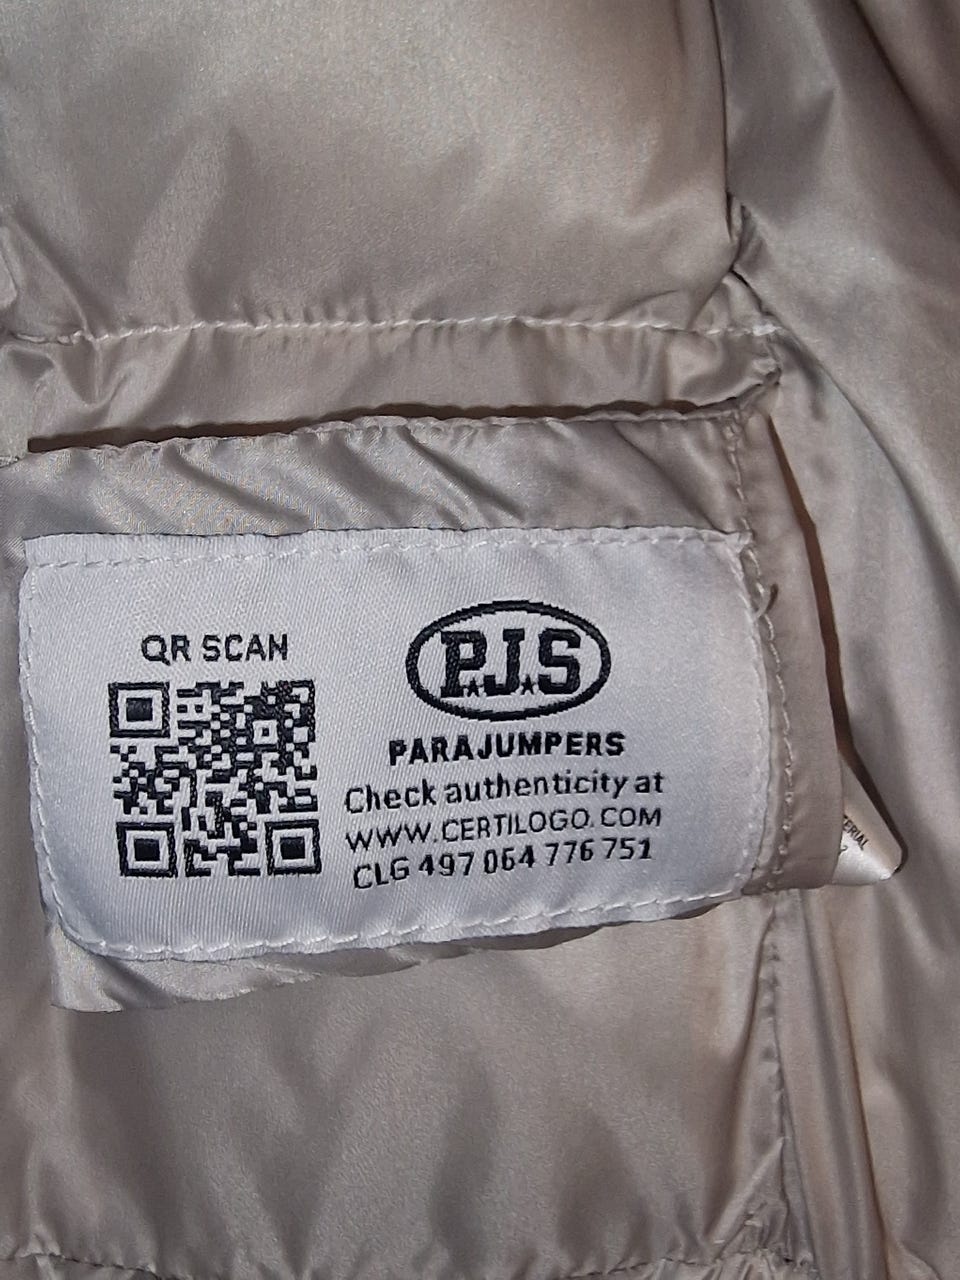 QR SCAN
P.J.S
PARAJUMPERS
Check authenticity at
WWW.CERTILOGO.COM
CLG 497 064 776 751